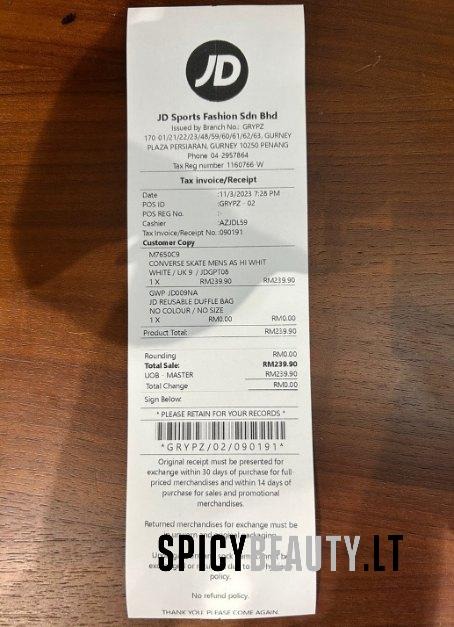 JD
JD Sports Fashion Sdn Bhd
Issued by Branch No.: GRYPZ
170-01/21/22/23/48/59/60/61/62/63, GURNEY
PLAZA PERSIARAN, GURNEY 10250 PENANG
Phone 04-2957864
Tax Reg number 1160766-W
Tax invoice/Receipt
Date :11/3/2023 7:28 PM
POS ID :GRYPZ - 02
POS REG No. :-
Cashier :AZJDL59
Tax Invoice/Receipt No.:090191
Customer Copy
M7650C9
CONVERSE SKATE MENS AS HI WHIT
WHITE / UK 9 / JDGPT08
1 X RM239.90 RM239.90
GWP JD009NA
JD REUSABLE DUFFLE BAG
NO COLOUR / NO SIZE
1 X RM0.00 RM0.00
Product Total: RM239.90
Rounding RM0.00
Total Sale: RM239.90
UOB - MASTER RM239.90
Total Change RM0.00
Sign Below:
* PLEASE RETAIN FOR YOUR RECORDS *
*GRYPZ/02/090191*
Original receipt must be presented for
exchange within 30 days of purchase for full-
priced merchandises and within 14 days of
purchase for sales and promotional
merchandises.
Returned merchandises for exchange must be
SPICYBEAUTY.LT
policy.
No refund policy.
THANK YOU. PLEASE COME AGAIN.